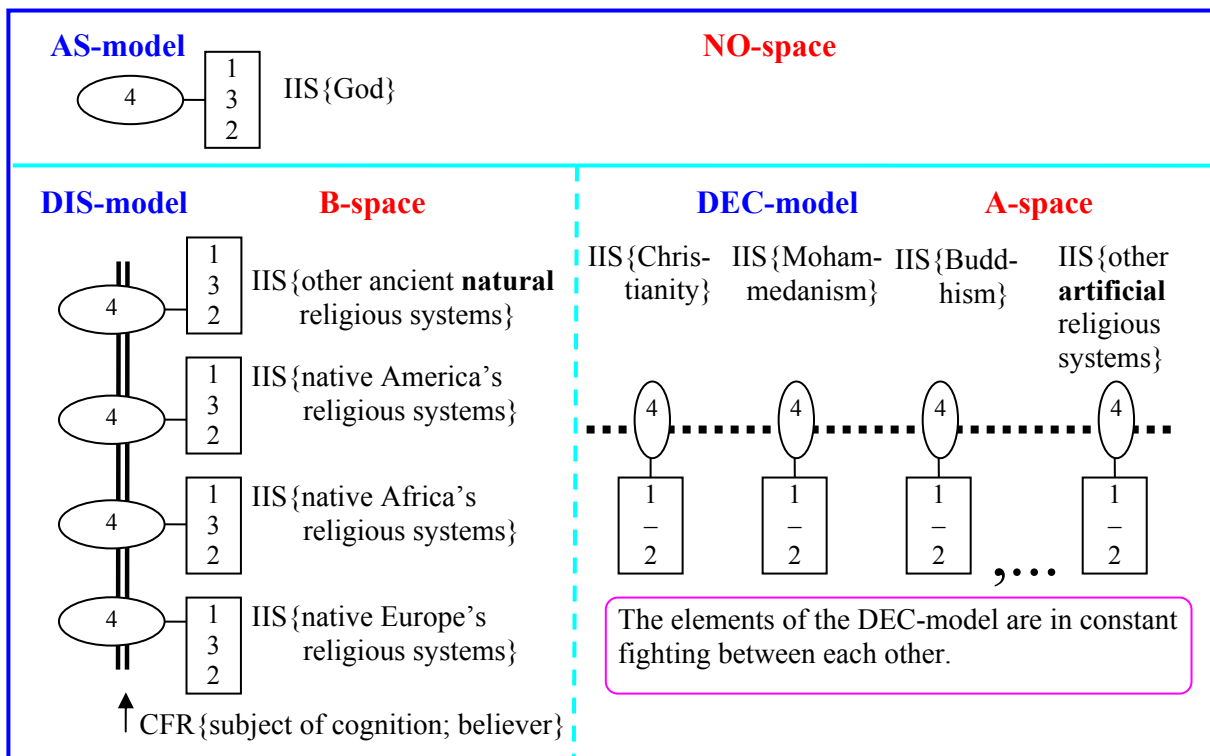 AS-model
NO-space
4
1
3
2
IIS{God}
DIS-model
B-space
4
1
3
2
IIS{other ancient natural
religious systems}
4
1
3
2
IIS{native America’s
religious systems}
4
1
3
2
IIS{native Africa’s
religious systems}
4
1
3
2
IIS{native Europe’s
religious systems}
CFR{subject of cognition; believer}
DEC-model
A-space
IIS{Chris-
tianity}
IIS{Moham-
medanism}
IIS{Budd-
hism}
IIS{other
artificial
religious
systems}
4
4
4
4
1
–
2
1
–
2
1
–
2
,…
1
–
2
The elements of the DEC-model are in constant
fighting between each other.